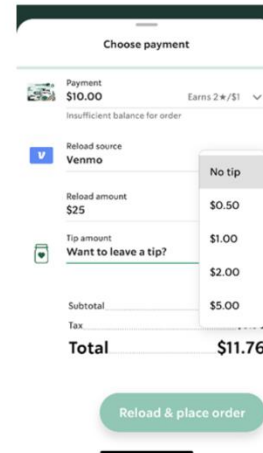 Choose payment
Payment
$10.00
Earns 2★/$1
Insufficient balance for order
Reload source
Venmo
No tip
Reload amount
$0.50
$25
Tip amount
$1.00
Want to leave a tip?
$2.00
Subtotal
$5.00
Tax
Total
$11.76
Reload & place order